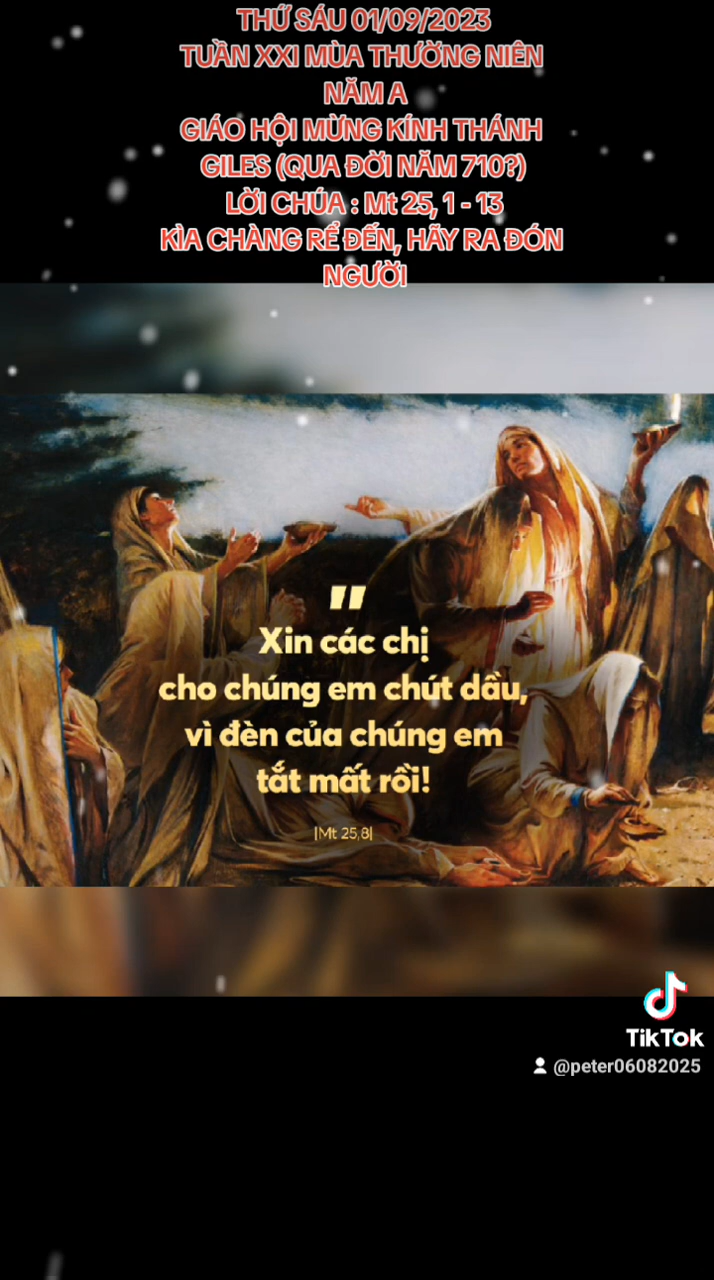 THỨ SÁU 01/09/2023
TUẦN XXI MÙA THƯỜNG NIÊN
NĂM A
GIÁO HỘI MỪNG KÍNH THÁNH
GILES (QUA ĐỜI NĂM 710?)
LỜI CHÚA : Mt 25, 1 - 13
KÌA CHÀNG RỂ ĐẾN, HÃY RA ĐÓN
NGƯỜI
"
Xin các chị
cho chúng em chút dầu,
vì đèn của chúng em
tắt mất rồi!
|Mt 25,8|
TikTok
@peter06082025